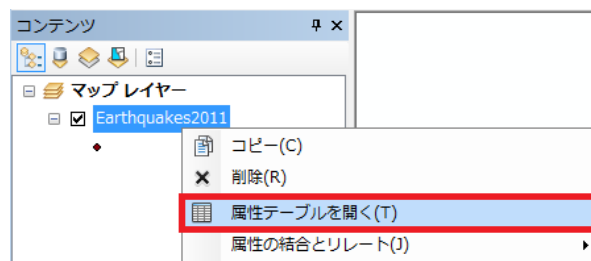 コンテンツ
マップ レイヤー
Earthquakes2011
コピー(C)
削除(R)
属性テーブルを開く(T)
属性の結合とリレート(J)